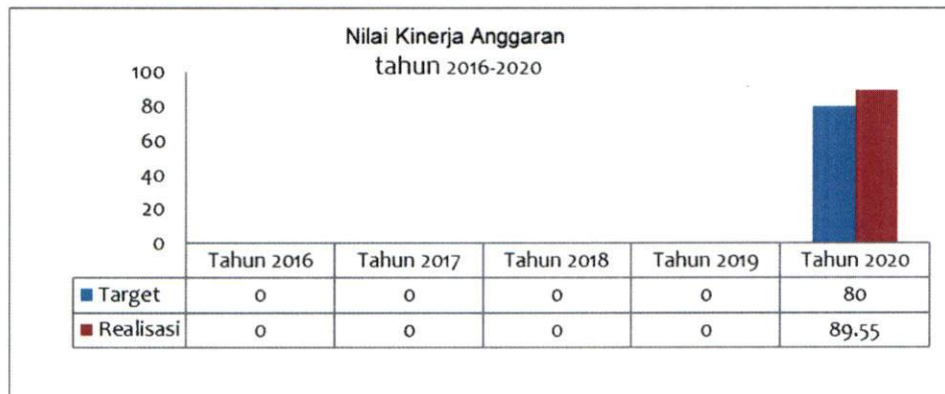 Nilai Kinerja Anggaran
tahun 2016-2020
100
80
60
40
20
0
Tahun 2016 Tahun 2017 Tahun 2018 Tahun 2019 Tahun 2020
Target 0 0 0 0 80
Realisasi 0 0 0 0 89.55